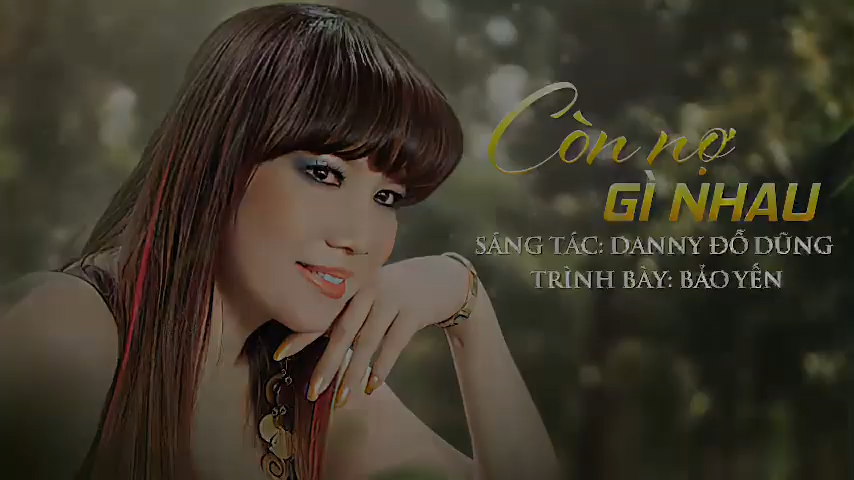 Còn nợ
GÌ NHAU
SÁNG TÁC: DANNY ĐỖ DŨNG
TRÌNH BÀY: BẢO YẾN